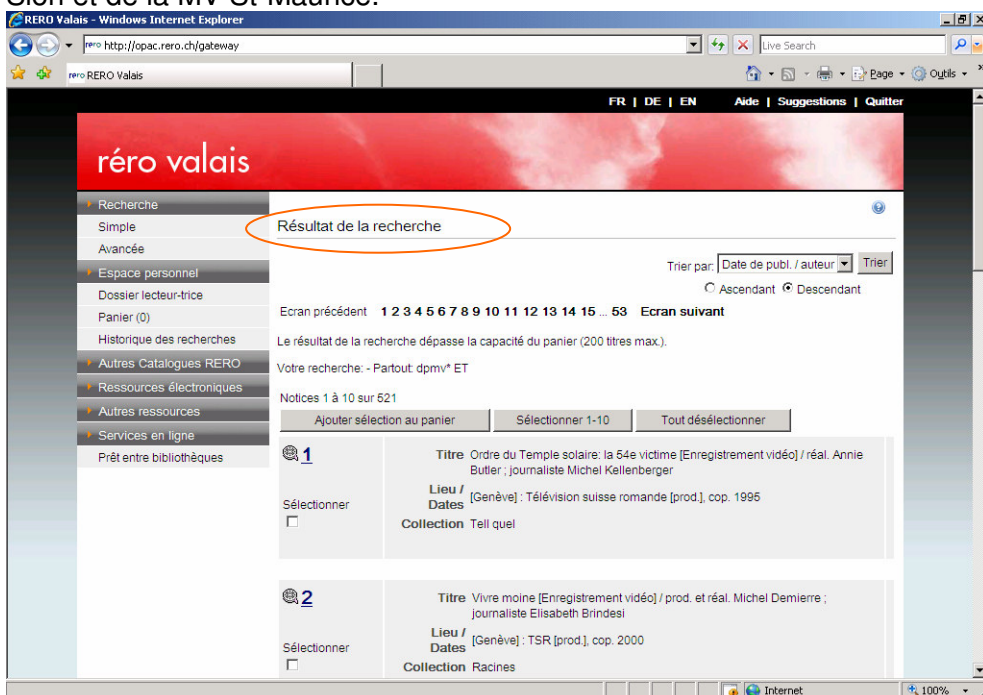 Sion et de la MV St-Maurice.
RERO Valais - Windows Internet Explorer
rero http://opac.rero.ch/gateway
Live Search
rero RERO Valais
Page
Outils
FR | DE | EN Aide | Suggestions | Quitter
réro valais
Recherche
Simple
Avancée
Espace personnel
Dossier lecteur-trice
Panier (0)
Historique des recherches
Autres Catalogues RERO
Ressources électroniques
Autres ressources
Services en ligne
Prêt entre bibliothèques
Résultat de la recherche
Trier par: Date de publ. / auteur Trier
Ascendant Descendant
Ecran précédent 1 2 3 4 5 6 7 8 9 10 11 12 13 14 15 ... 53 Ecran suivant
Le résultat de la recherche dépasse la capacité du panier (200 titres max.).
Votre recherche: - Partout: dpmv* ET
Notices 1 à 10 sur 521
Ajouter sélection au panier Sélectionner 1-10 Tout désélectionner
1
Sélectionner
Titre Ordre du Temple solaire: la 54e victime [Enregistrement vidéo] / réal. Annie
Butler ; journaliste Michel Kellenberger
Lieu /
Dates [Genève] : Télévision suisse romande [prod.], cop. 1995
Collection Tell quel
2
Sélectionner
Titre Vivre moine [Enregistrement vidéo] / prod. et réal. Michel Demierre ;
journaliste Elisabeth Brindesi
Lieu /
Dates [Genève] : TSR [prod.], cop. 2000
Collection Racines
Internet
100%